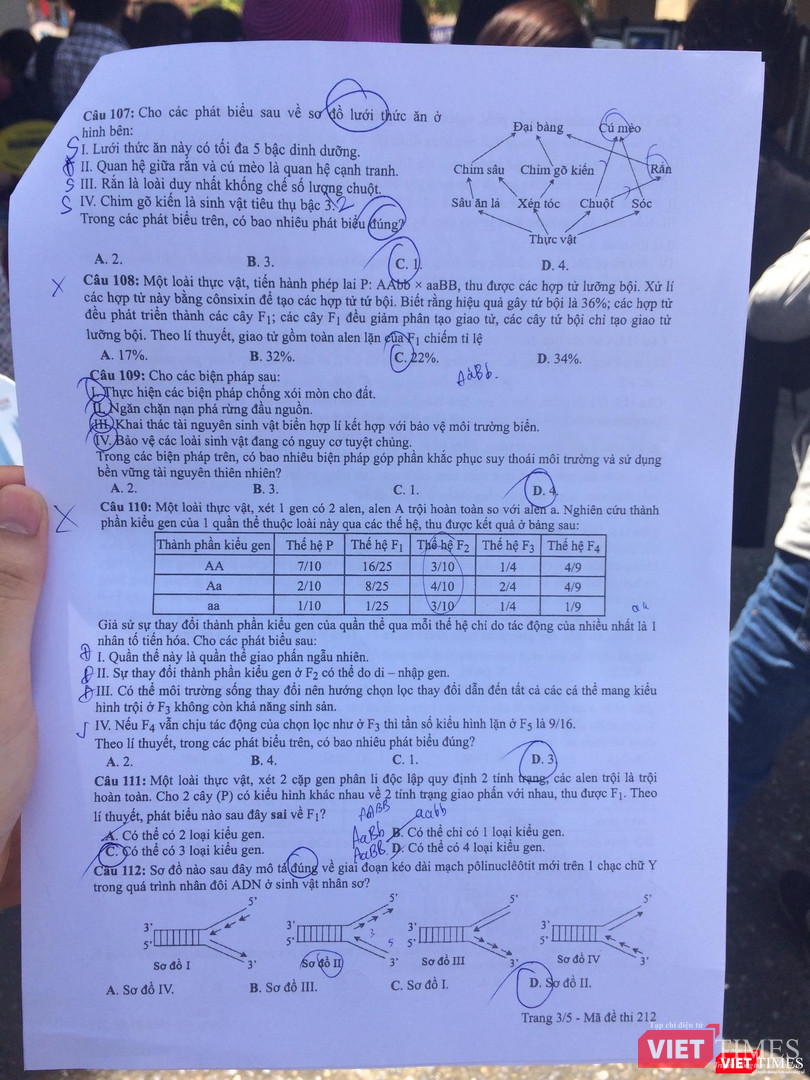 Câu 107: Cho các phát biểu sau về sơ đồ lưới thức ăn ở
hình bên:
S I. Lưới thức ăn này có tối đa 5 bậc dinh dưỡng.
II. Quan hệ giữa rắn và cú mèo là quan hệ cạnh tranh.
S III. Rắn là loài duy nhất khống chế số lượng chuột.
S IV. Chim gõ kiến là sinh vật tiêu thụ bậc 3. 2
Trong các phát biểu trên, có bao nhiêu phát biểu đúng?
Đại bàng Cú mèo
Chim sâu Chim gõ kiến Rắn
Sâu ăn lá Xén tóc Chuột Sóc
Thực vật
A. 2. B. 3. C. 1. D. 4.
X Câu 108: Một loài thực vật, tiến hành phép lai P: AAbb × aaBB, thu được các hợp tử lưỡng bội. Xử lí
các hợp tử này bằng cônsixin để tạo các hợp tử tứ bội. Biết rằng hiệu quả gây tứ bội là 36%; các hợp tử
đều phát triển thành các cây F1; các cây F1 đều giảm phân tạo giao tử, các cây tứ bội chỉ tạo giao tử
lưỡng bội. Theo lí thuyết, giao tử gồm toàn alen lặn của F1 chiếm tỉ lệ
A. 17%. B. 32%. C. 22%. D. 34%.
AaBb.
Câu 109: Cho các biện pháp sau:
I. Thực hiện các biện pháp chống xói mòn cho đất.
II. Ngăn chặn nạn phá rừng đầu nguồn.
III. Khai thác tài nguyên sinh vật biển hợp lí kết hợp với bảo vệ môi trường biển.
IV. Bảo vệ các loài sinh vật đang có nguy cơ tuyệt chủng.
Trong các biện pháp trên, có bao nhiêu biện pháp góp phần khắc phục suy thoái môi trường và sử dụng
bền vững tài nguyên thiên nhiên?
A. 2. B. 3. C. 1. D. 4.
X Câu 110: Một loài thực vật, xét 1 gen có 2 alen, alen A trội hoàn toàn so với alen a. Nghiên cứu thành
phần kiểu gen của 1 quần thể thuộc loài này qua các thế hệ, thu được kết quả ở bảng sau:
Thành phần kiểu gen Thế hệ P Thế hệ F1 Thế hệ F2 Thế hệ F3 Thế hệ F4
AA 7/10 16/25 3/10 1/4 4/9
Aa 2/10 8/25 4/10 2/4 4/9
aa 1/10 1/25 3/10 1/4 1/9
Giả sử sự thay đổi thành phần kiểu gen của quần thể qua mỗi thế hệ chỉ do tác động của nhiều nhất là 1
nhân tố tiến hóa. Cho các phát biểu sau:
I. Quần thể này là quần thể giao phấn ngẫu nhiên.
II. Sự thay đổi thành phần kiểu gen ở F2 có thể do di – nhập gen.
III. Có thể môi trường sống thay đổi nên hướng chọn lọc thay đổi dẫn đến tất cả các cá thể mang kiểu
hình trội ở F3 không còn khả năng sinh sản.
IV. Nếu F4 vẫn chịu tác động của chọn lọc như ở F3 thì tần số kiểu hình lặn ở F5 là 9/16.
Theo lí thuyết, trong các phát biểu trên, có bao nhiêu phát biểu đúng?
A. 2. B. 4. C. 1. D. 3.
Câu 111: Một loài thực vật, xét 2 cặp gen phân li độc lập quy định 2 tính trạng, các alen trội là trội
hoàn toàn. Cho 2 cây (P) có kiểu hình khác nhau về 2 tính trạng giao phấn với nhau, thu được F1. Theo
lí thuyết, phát biểu nào sau đây sai về F1?
AABB aabb
A. Có thể có 2 loại kiểu gen. AaBb B. Có thể chỉ có 1 loại kiểu gen.
C. Có thể có 3 loại kiểu gen. AaBB. D. Có thể có 4 loại kiểu gen.
Câu 112: Sơ đồ nào sau đây mô tả đúng về giai đoạn kéo dài mạch pôlinuclêôtit mới trên 1 chạc chữ Y
trong quá trình nhân đôi ADN ở sinh vật nhân sơ?
5' 5' 5' 5'
3' 3' 3' 3'
5' 5' 5' 5'
3' 3' 3' 3'
Sơ đồ I Sơ đồ II Sơ đồ III Sơ đồ IV
A. Sơ đồ IV. B. Sơ đồ III. C. Sơ đồ I. D. Sơ đồ II.
Trang 3/5 - Mã đề thi 212
Tạp chí điện tử
VIETTIMES
VIETTIMES